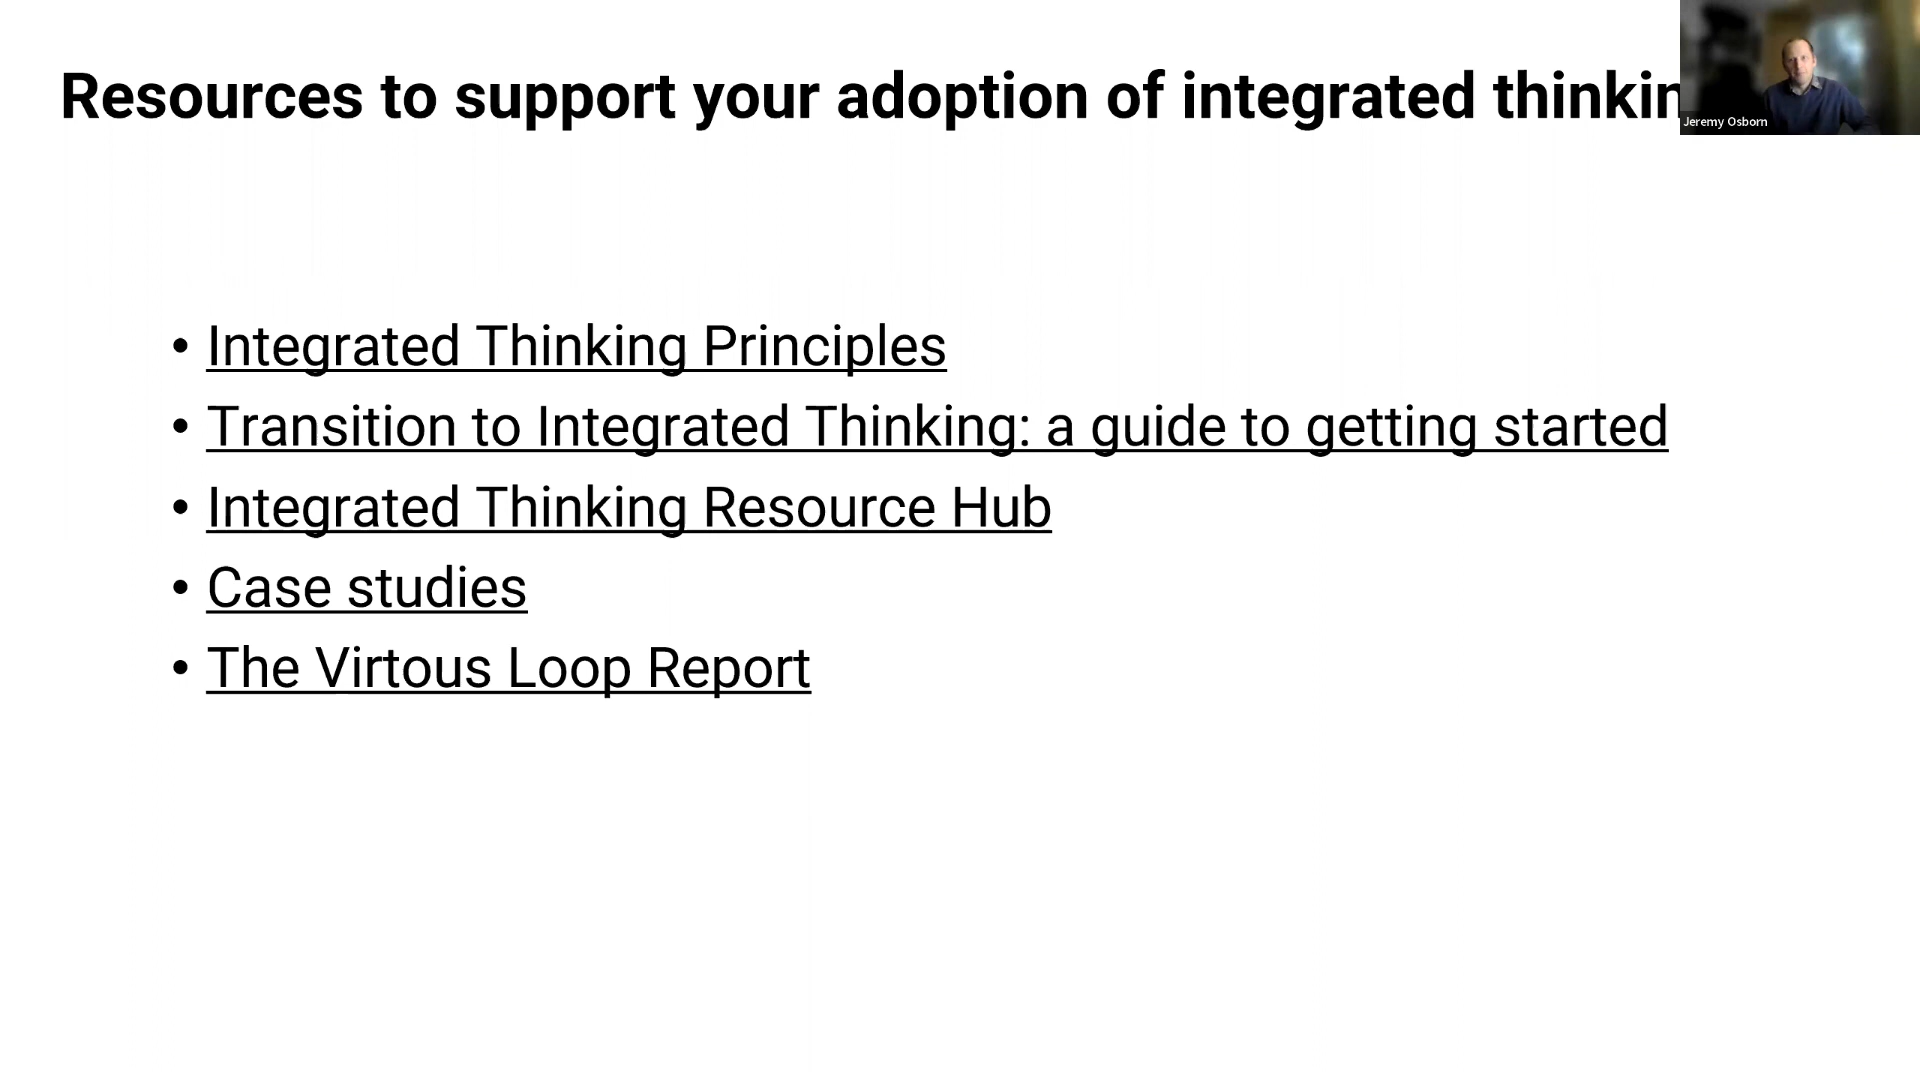 Resources to support your adoption of integrated thinkin
Jeremy Osborn
• Integrated Thinking Principles
• Transition to Integrated Thinking: a guide to getting started
• Integrated Thinking Resource Hub
• Case studies
• The Virtous Loop Report